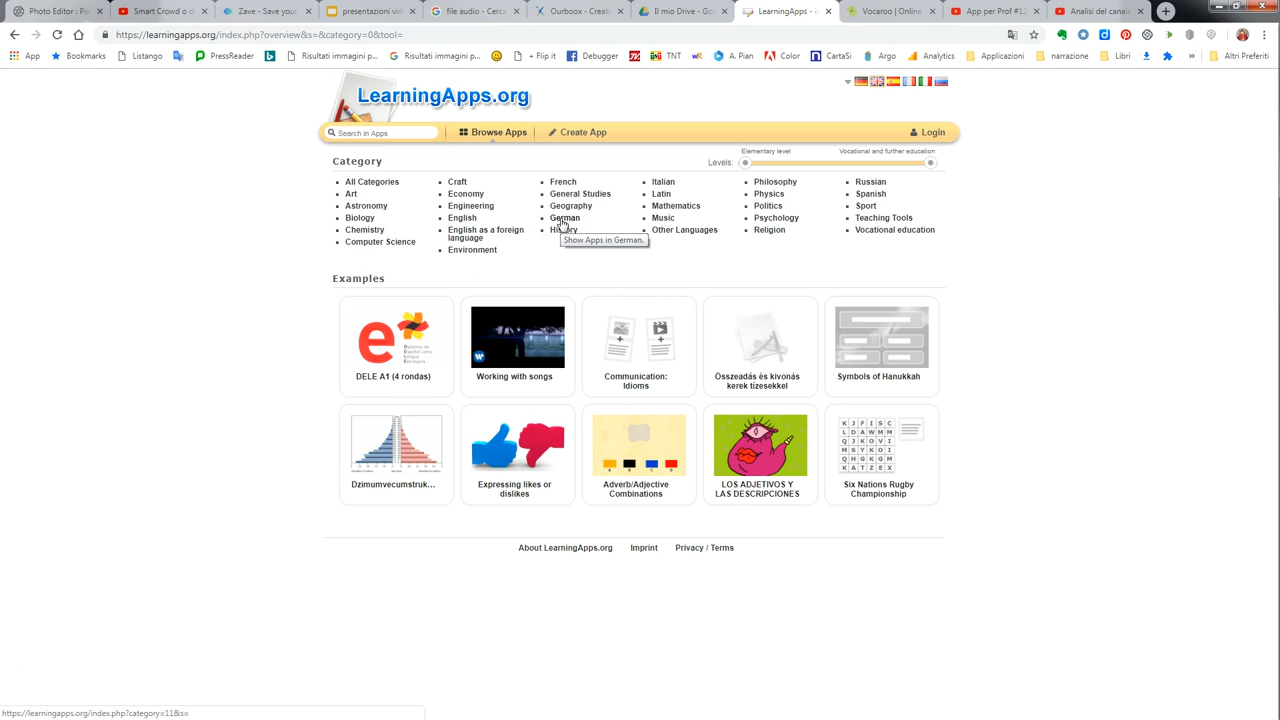 Photo Editor : Pixl
Smart Crowd o d
Zave - Save your
presentazioni vid
file audio - Cerca
Ourboox - Create
Il mio Drive - Goo
LearningApps - in
Vocaroo | Online
App per Prof #12
Analisi del canale
https://learningapps.org/index.php?overview&s=&category=0&tool=
App
Bookmarks
Listango
PressReader
Risultati immagini p...
Risultati immagini p...
+ Flip it
Debugger
TNT
A. Pian
Color
CartaSi
Argo
Analytics
Applicazioni
narrazione
Libri
Altri Preferiti
LearningApps.org
Search in Apps
Browse Apps
Create App
Login
Category
Levels:
Elementary level
Vocational and further education
All Categories
Art
Astronomy
Biology
Chemistry
Computer Science
Craft
Economy
Engineering
English
English as a foreign
language
Environment
French
General Studies
Geography
German
History
Show Apps in German.
Italian
Latin
Mathematics
Music
Other Languages
Philosophy
Physics
Politics
Psychology
Religion
Russian
Spanish
Sport
Teaching Tools
Vocational education
Examples
DELE A1 (4 rondas)
Working with songs
Communication:
Idioms
Összeadás és kivonás
kerek tízesekkel
Symbols of Hanukkah
Dzimumvecumstruk...
Expressing likes or
dislikes
A B C D
Adverb/Adjective
Combinations
LOS ADJETIVOS Y
LAS DESCRIPCIONES
Six Nations Rugby
Championship
About LearningApps.org
Imprint
Privacy / Terms
https://learningapps.org/index.php?category=11&s=